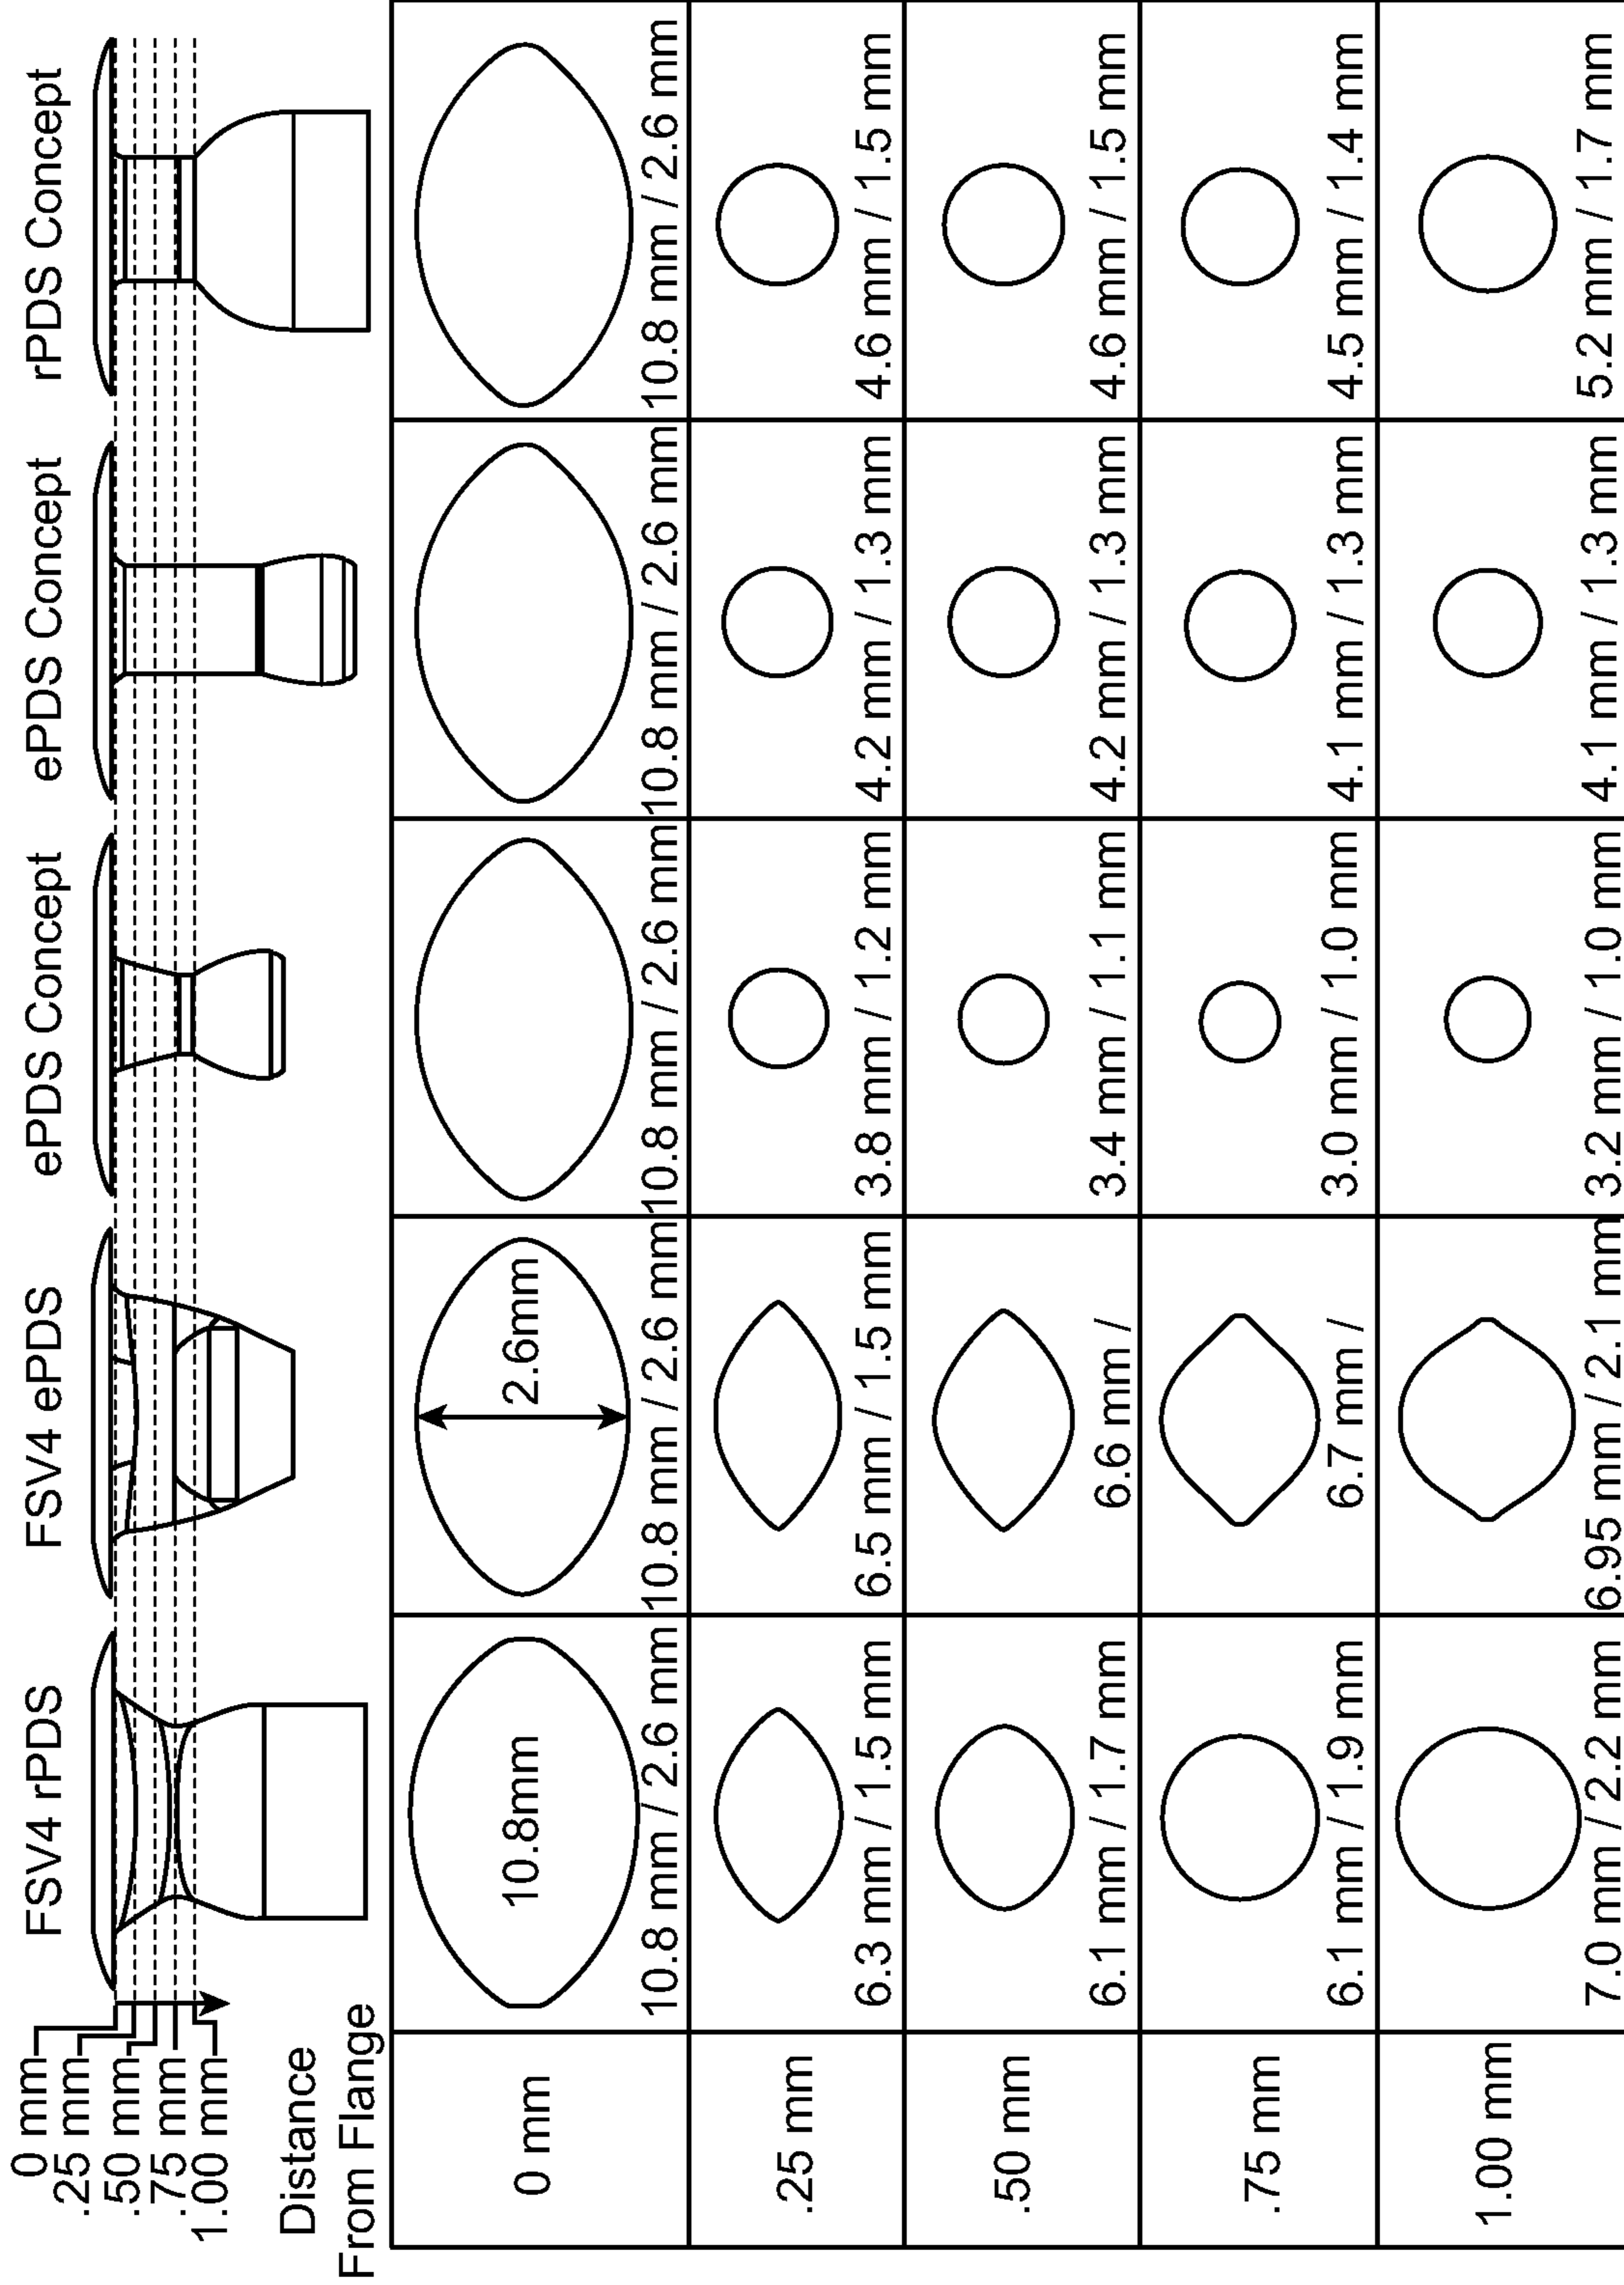 FSV4 rPDS
FSV4 ePDS
ePDS Concept
ePDS Concept
rPDS Concept
0 mm
.25 mm
.50 mm
.75 mm
1.00 mm
Distance
From Flange
0 mm
10.8mm
10.8 mm / 2.6 mm
2.6mm
10.8 mm / 2.6 mm
10.8 mm / 2.6 mm
10.8 mm / 2.6 mm
10.8 mm / 2.6 mm
.25 mm
6.3 mm / 1.5 mm
6.5 mm / 1.5 mm
3.8 mm / 1.2 mm
4.2 mm / 1.3 mm
4.6 mm / 1.5 mm
.50 mm
6.1 mm / 1.7 mm
6.6 mm /
3.4 mm / 1.1 mm
4.2 mm / 1.3 mm
4.6 mm / 1.5 mm
.75 mm
6.1 mm / 1.9 mm
6.7 mm /
3.0 mm / 1.0 mm
4.1 mm / 1.3 mm
4.5 mm / 1.4 mm
1.00 mm
7.0 mm / 2.2 mm
6.95 mm / 2.1 mm
3.2 mm / 1.0 mm
4.1 mm / 1.3 mm
5.2 mm / 1.7 mm